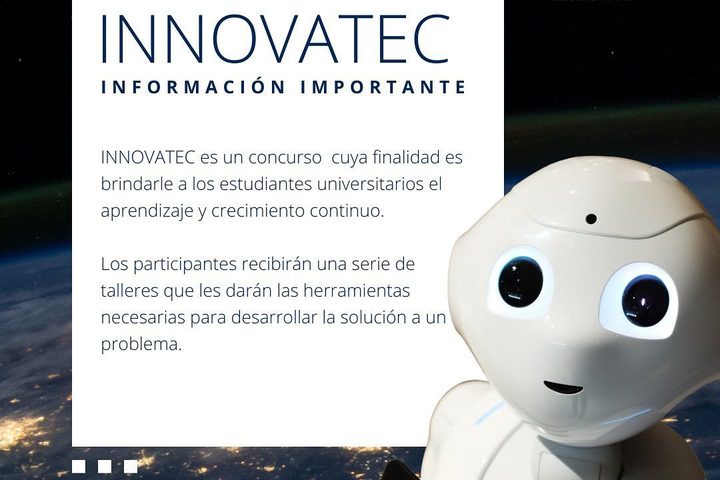 INNOVATEC
INFORMACIÓN IMPORTANTE
INNOVATEC es un concurso cuya finalidad es
brindarle a los estudiantes universitarios el
aprendizaje y crecimiento continuo.
Los participantes recibirán una serie de
talleres que les darán las herramientas
necesarias para desarrollar la solución a un
problema.